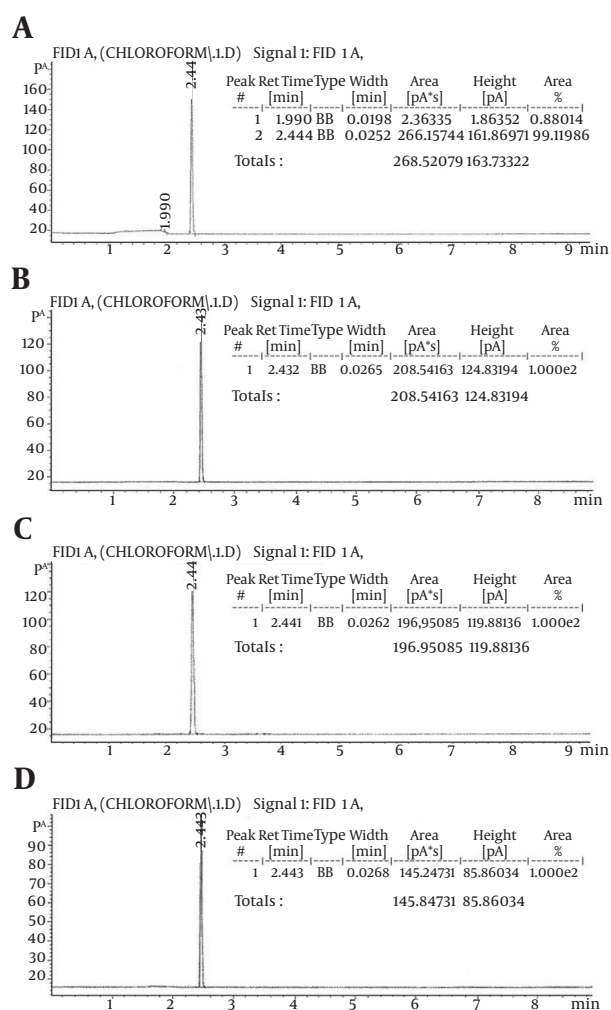 A
FID1 A, (CHLOROFORM\.1.D) Signal 1: FID 1 A,
PA
2.44
Peak Ret Time Type Width Area Height Area
# [min] [min] [pA*s] [pA] %
1 1.990 BB 0.0198 2.36335 1.86352 0.88014
2 2.444 BB 0.0252 266.15744 161.86971 99.11986
Totals : 268.52079 163.73322
160
140
120
100
80
60
40
20
1.990
1 2 3 4 5 6 7 8 9 min
B
FID1 A, (CHLOROFORM\.1.D) Signal 1: FID 1 A,
PA
2.43
Peak Ret Time Type Width Area Height Area
# [min] [min] [pA*s] [pA] %
1 2.432 BB 0.0265 208.54163 124.83194 1.000e2
Totals : 208.54163 124.83194
120
100
80
60
40
20
1 2 3 4 5 6 7 8 min
C
FID1 A, (CHLOROFORM\.1.D) Signal 1: FID 1 A,
PA
2.44
Peak Ret Time Type Width Area Height Area
# [min] [min] [pA*s] [pA] %
1 2.441 BB 0.0262 196,95085 119.88136 1.000e2
Totals : 196.95085 119.88136
120
100
80
60
40
20
1 2 3 4 5 6 7 8 9 min
D
FID1 A, (CHLOROFORM\.1.D) Signal 1: FID 1 A,
PA
2.443
Peak Ret Time Type Width Area Height Area
# [min] [min] [pA*s] [pA] %
1 2.443 BB 0.0268 145.24731 85.86034 1.000e2
Totals : 145.84731 85.86034
90
80
70
60
50
40
30
20
1 2 3 4 5 6 7 8 min